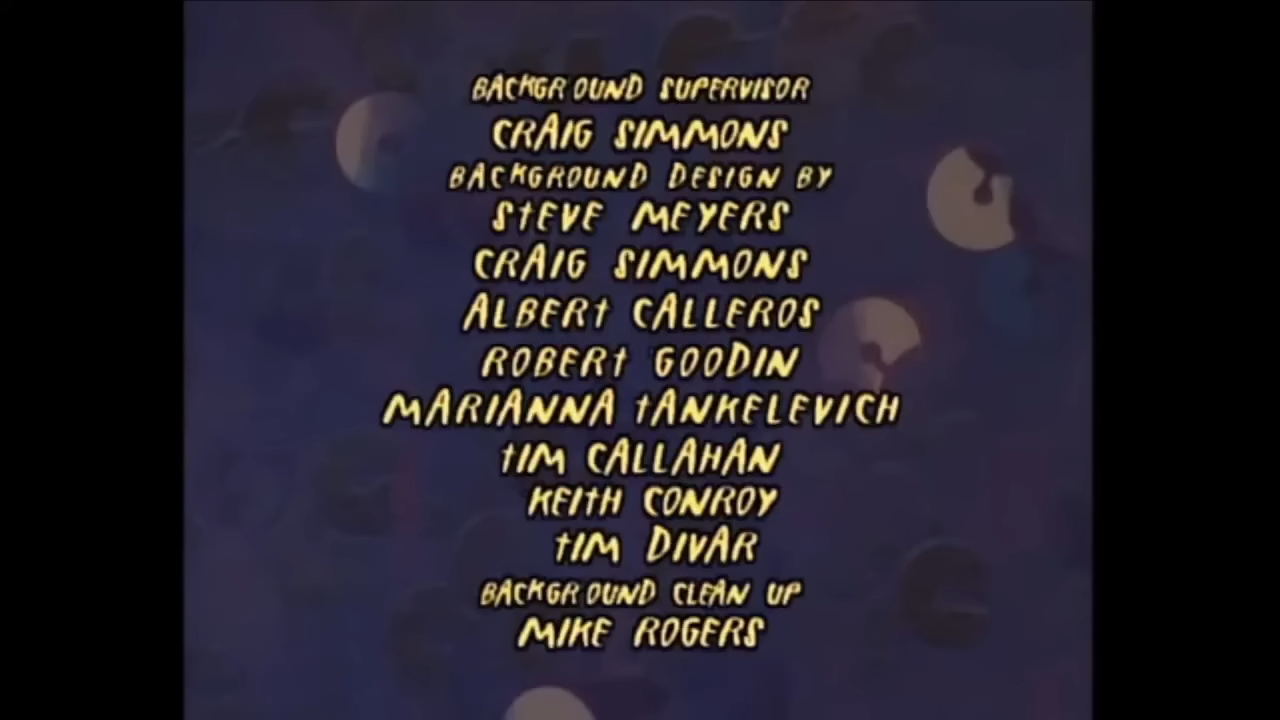 BACKGROUND SUPERVISOR
CRAIG SIMMONS
BACKGROUND DESIGN BY
STEVE MEYERS
CRAIG SIMMONS
ALBERT CALLEROS
ROBERT GOODIN
MARIANNA TANKELEVICH
TIM CALLAHAN
KEITH CONROY
TIM DIVAR
BACKGROUND CLEAN UP
MIKE ROGERS